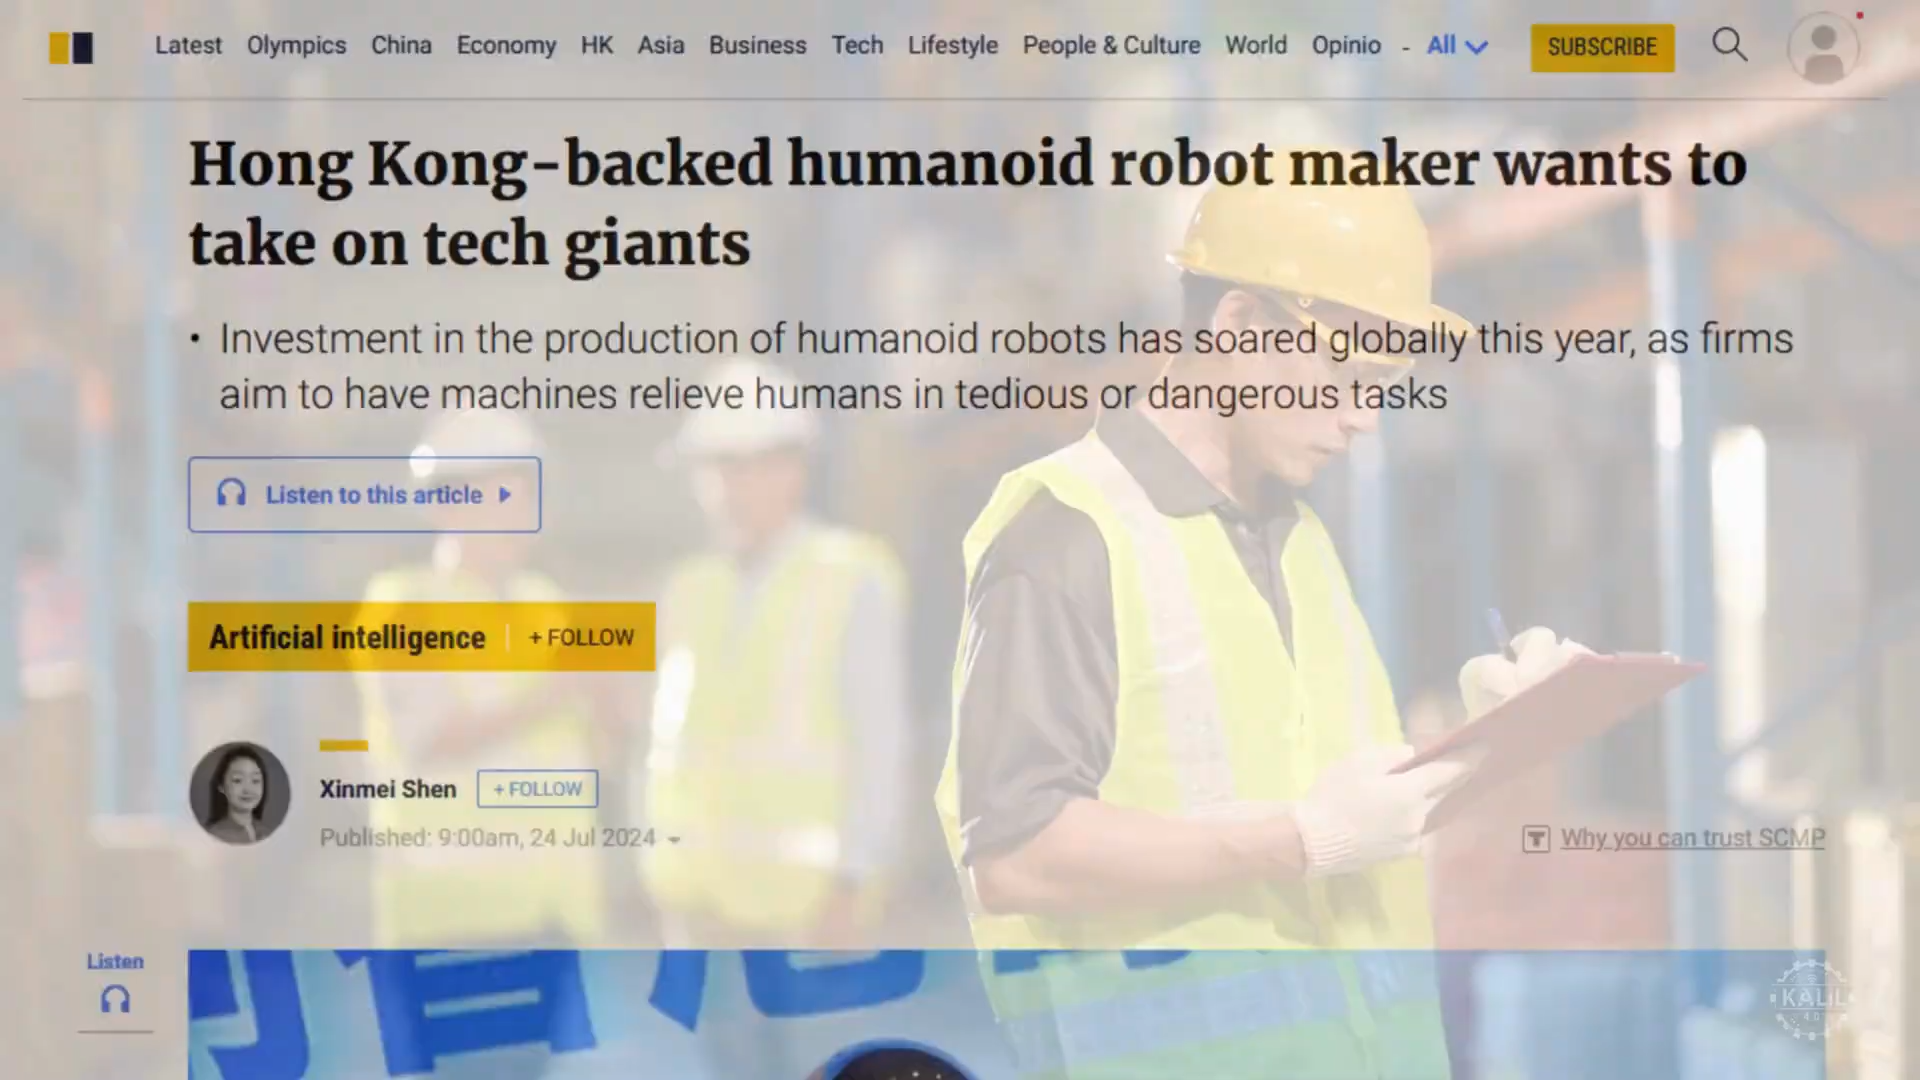 Latest Olympics China Economy HK Asia Business Tech Lifestyle People & Culture World Opinio - All SUBSCRIBE
Hong Kong-backed humanoid robot maker wants to
take on tech giants
• Investment in the production of humanoid robots has soared globally this year, as firms
aim to have machines relieve humans in tedious or dangerous tasks
Listen to this article
Artificial intelligence + FOLLOW
Xinmei Shen + FOLLOW
Published: 9:00am, 24 Jul 2024
Why you can trust SCMP
Listen
KALIL
4.0